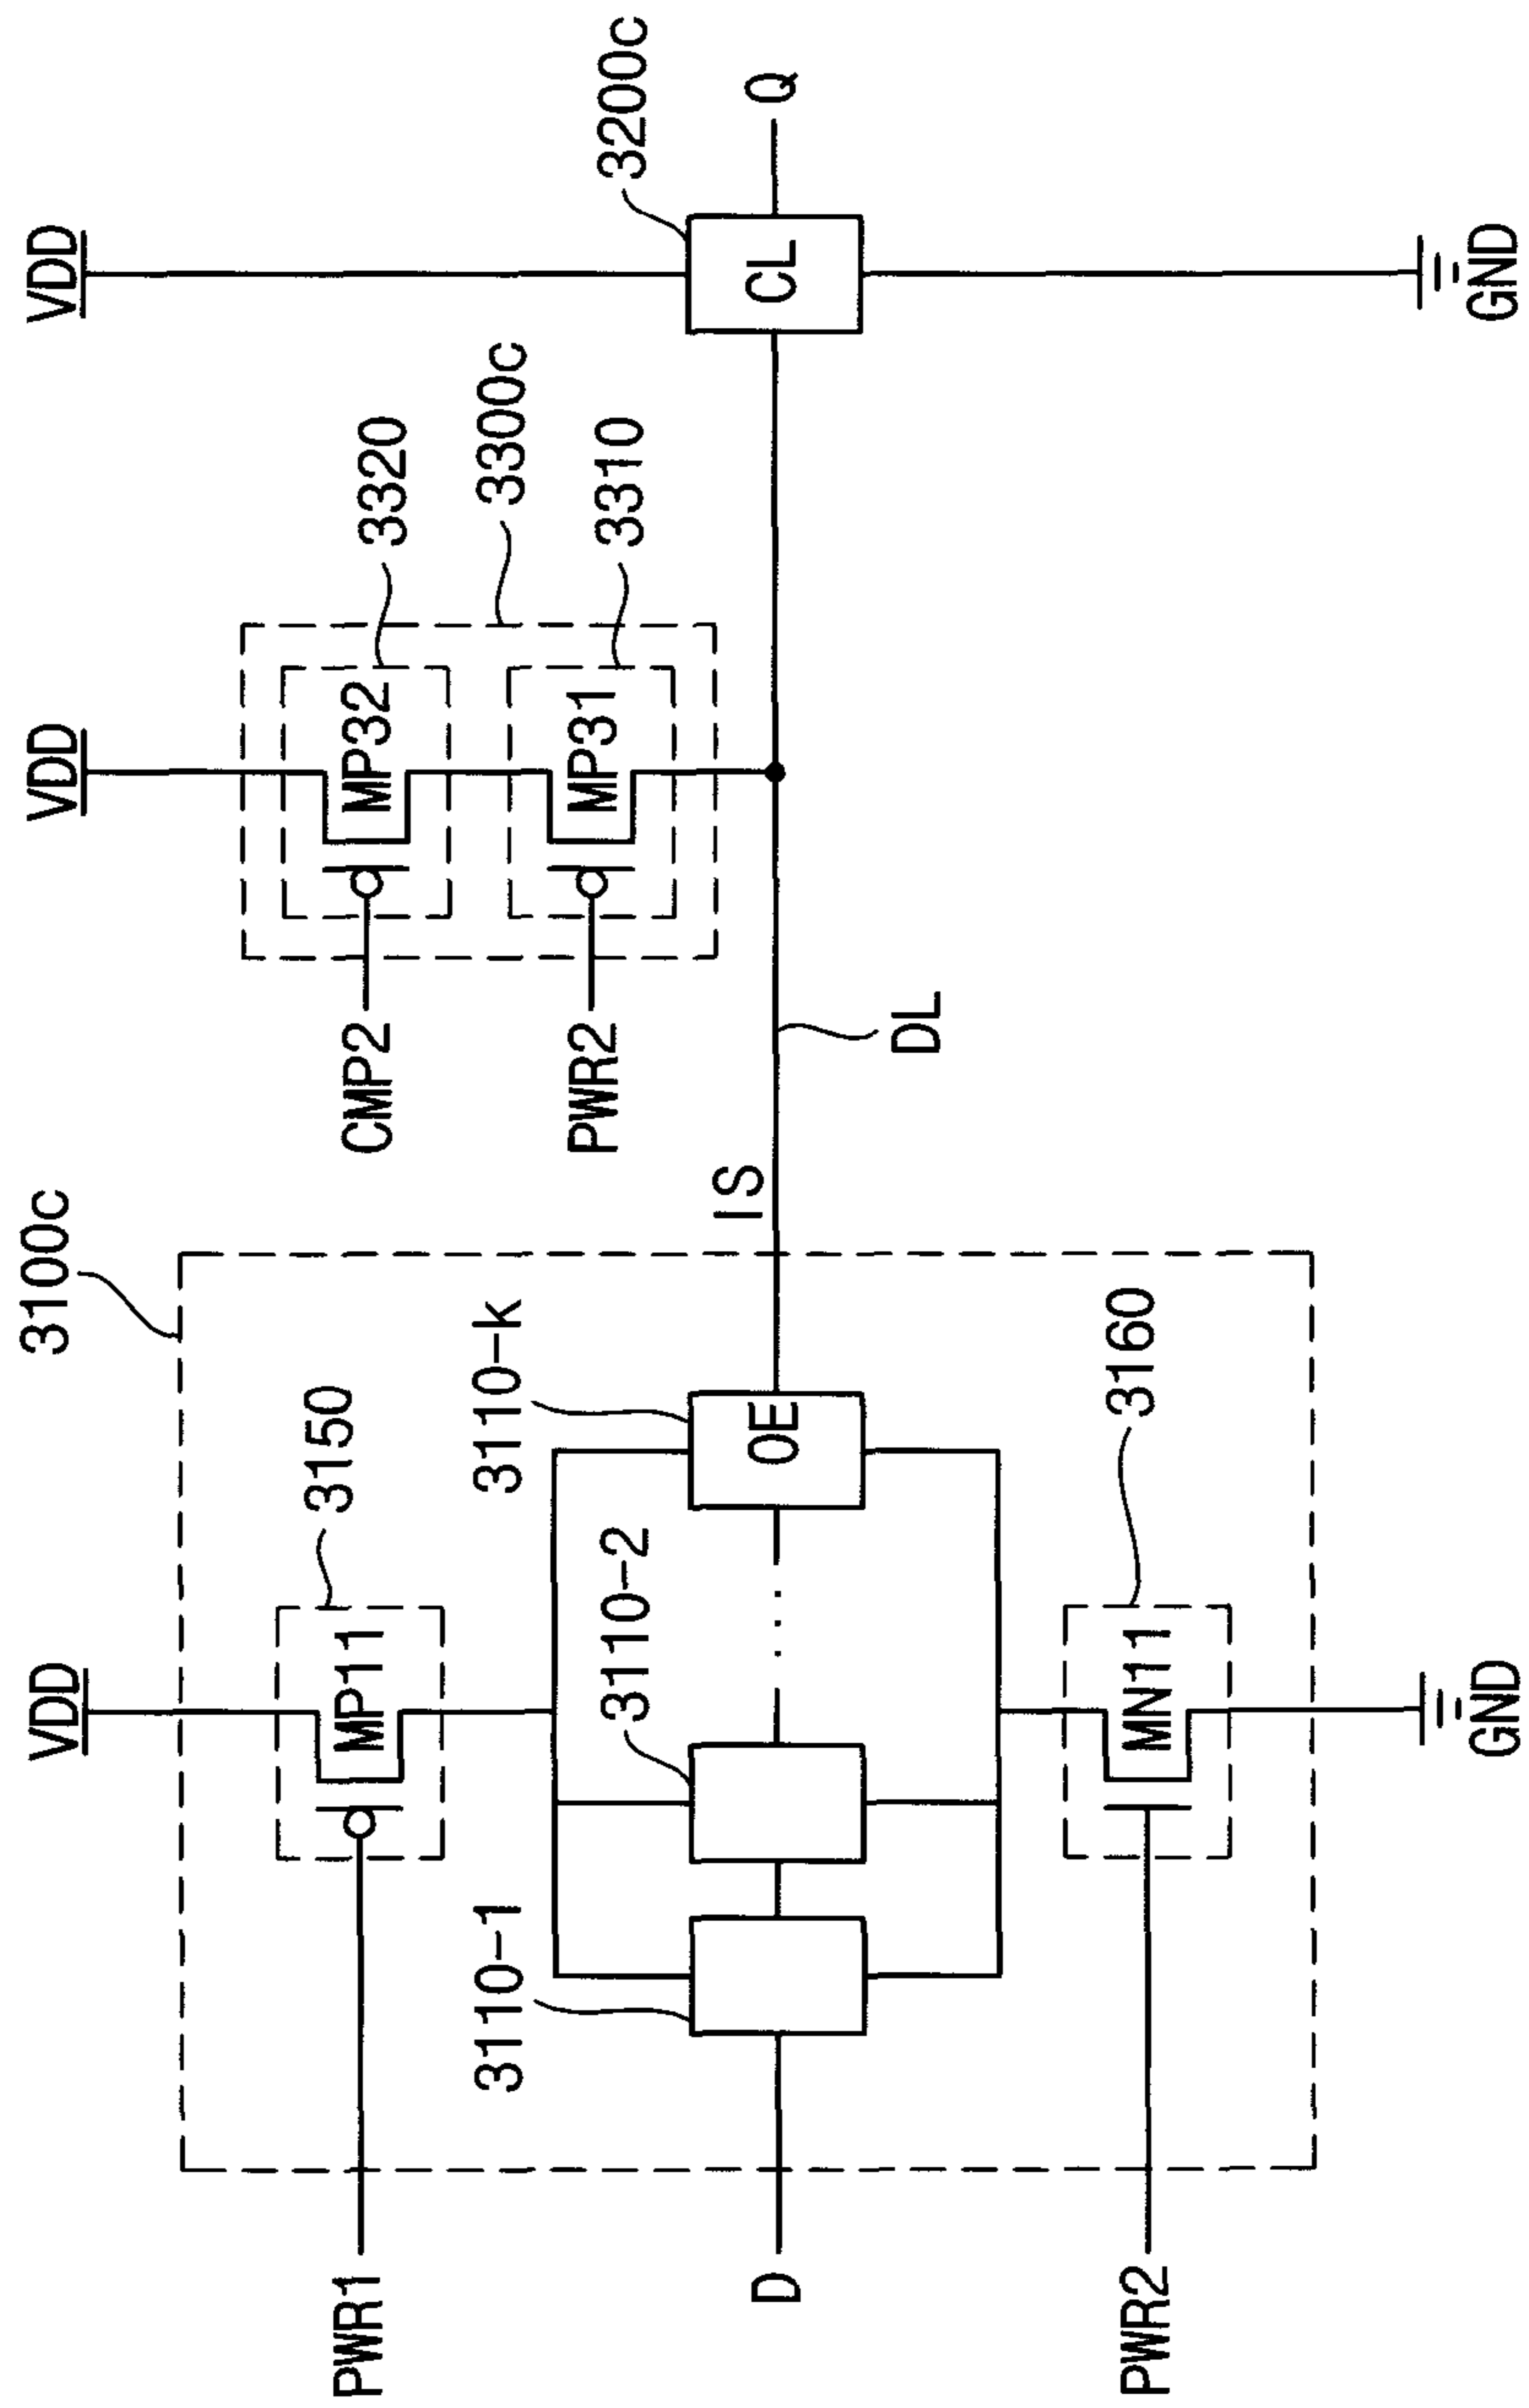 VDD
VDD
VDD
3100c
3150
MP11
PWR1
3110-1
3110-2
3110-k
OE
D
IS
DL
3160
MN11
PWR2
GND
CMP2
MP32
3320
3300c
PWR2
MP31
3310
3200c
CL
Q
GND